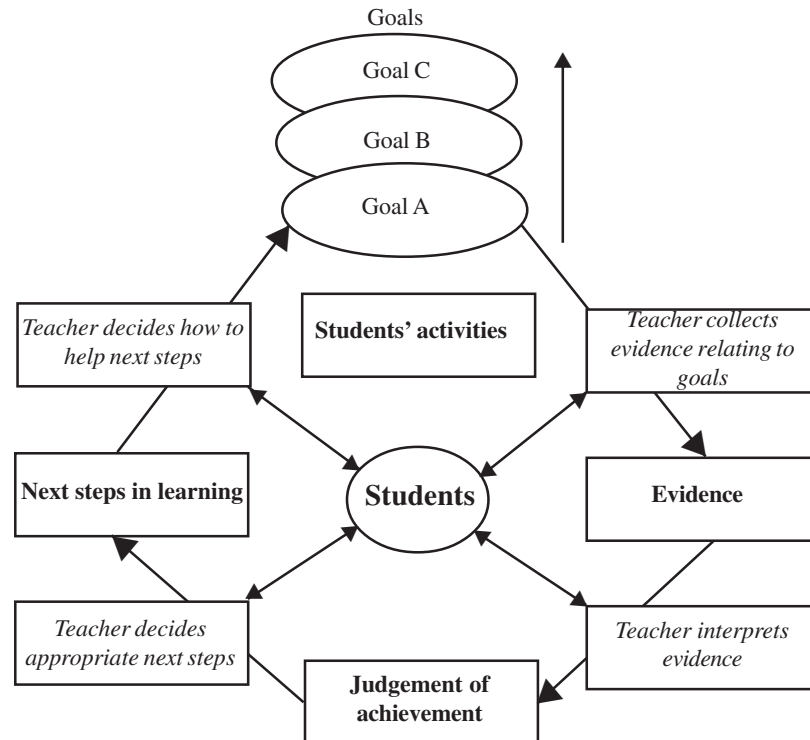 Goals
Goal C
Goal B
Goal A
Teacher decides how to
help next steps
Students’ activities
Teacher collects
evidence relating to
goals
Next steps in learning
Students
Evidence
Teacher decides
appropriate next steps
Teacher interprets
evidence
Judgement of
achievement